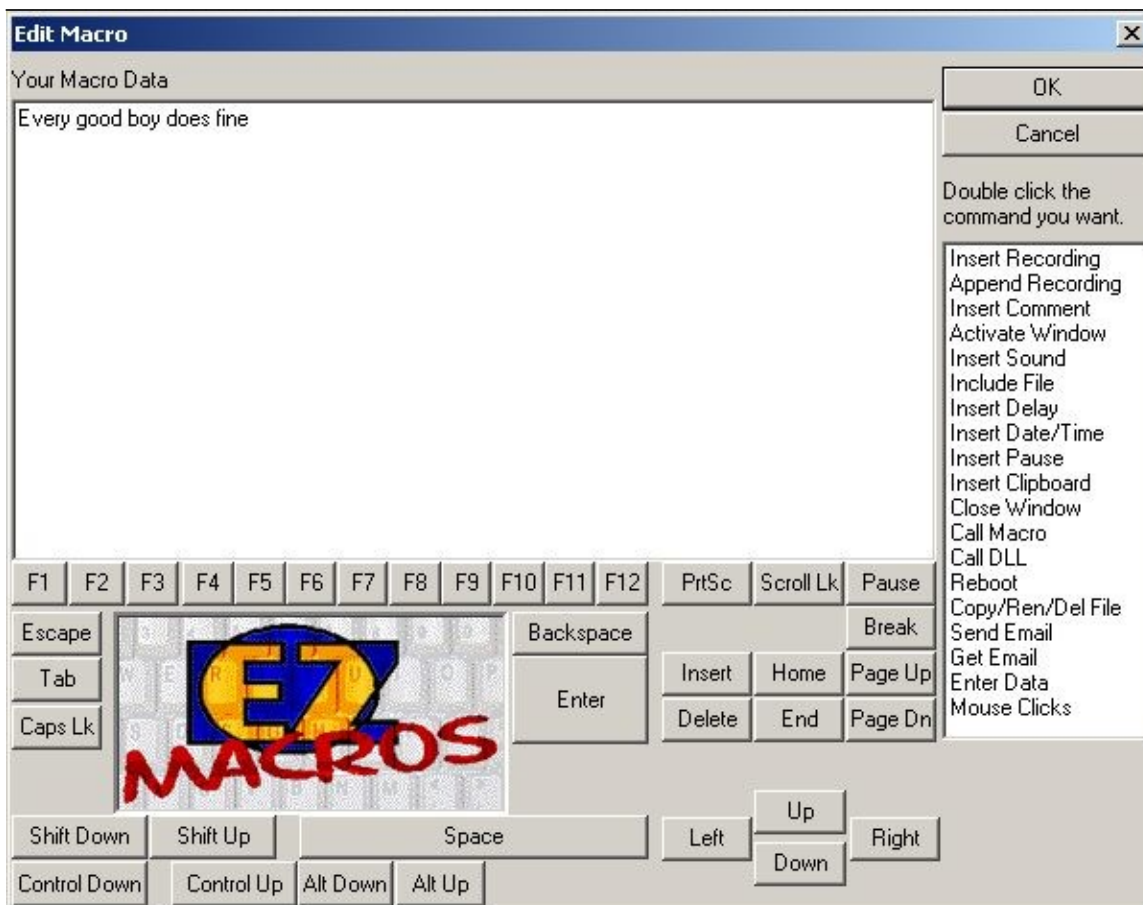 Edit Macro
Your Macro Data
Every good boy does fine
OK
Cancel
Double click the
command you want.
Insert Recording
Append Recording
Insert Comment
Activate Window
Insert Sound
Include File
Insert Delay
Insert Date/Time
Insert Pause
Insert Clipboard
Close Window
Call Macro
Call DLL
Reboot
Copy/Ren/Del File
Send Email
Get Email
Enter Data
Mouse Clicks
F1 F2 F3 F4 F5 F6 F7 F8 F9 F10 F11 F12 PrtSc Scroll Lk Pause
Escape Backspace Break
Tab Enter Insert Home Page Up
Caps Lk Delete End Page Dn
EZ
MACROS
Shift Down Shift Up Space Left Up Right
Down
Control Down Control Up Alt Down Alt Up